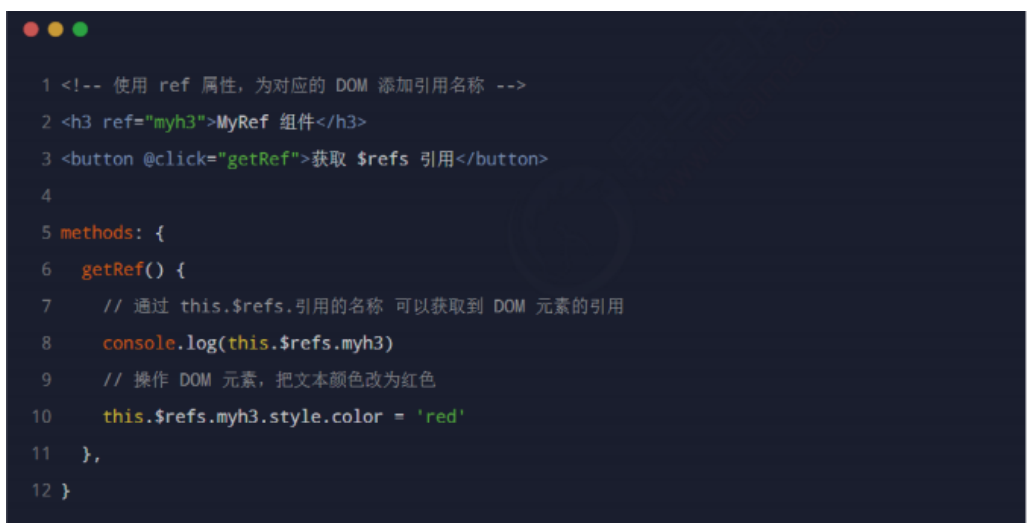 1 <!-- 使用 ref 属性，为对应的 DOM 添加引用名称 -->
2 <h3 ref="myh3">MyRef 组件</h3>
3 <button @click="getRef">获取 $refs 引用</button>
4
5 methods: {
6   getRef() {
7     // 通过 this.$refs.引用的名称 可以获取到 DOM 元素的引用
8     console.log(this.$refs.myh3)
9     // 操作 DOM 元素，把文本颜色改为红色
10     this.$refs.myh3.style.color = 'red'
11   },
12 }